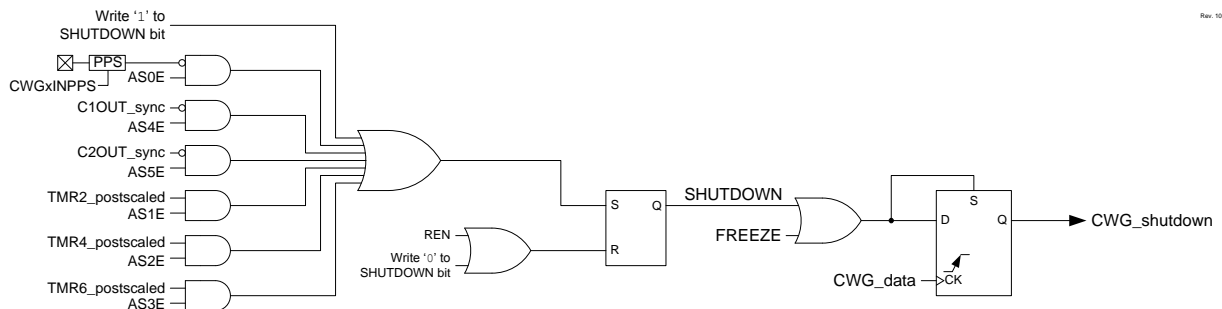 Write '1' to
SHUTDOWN bit
Rev. 10
PPS
CWGxINPPS
AS0E
C1OUT_sync
AS4E
C2OUT_sync
AS5E
TMR2_postscaled
AS1E
TMR4_postscaled
AS2E
TMR6_postscaled
AS3E
REN
Write '0' to
SHUTDOWN bit
S
Q
R
SHUTDOWN
FREEZE
S
D
Q
CWG_data
CK
CWG_shutdown